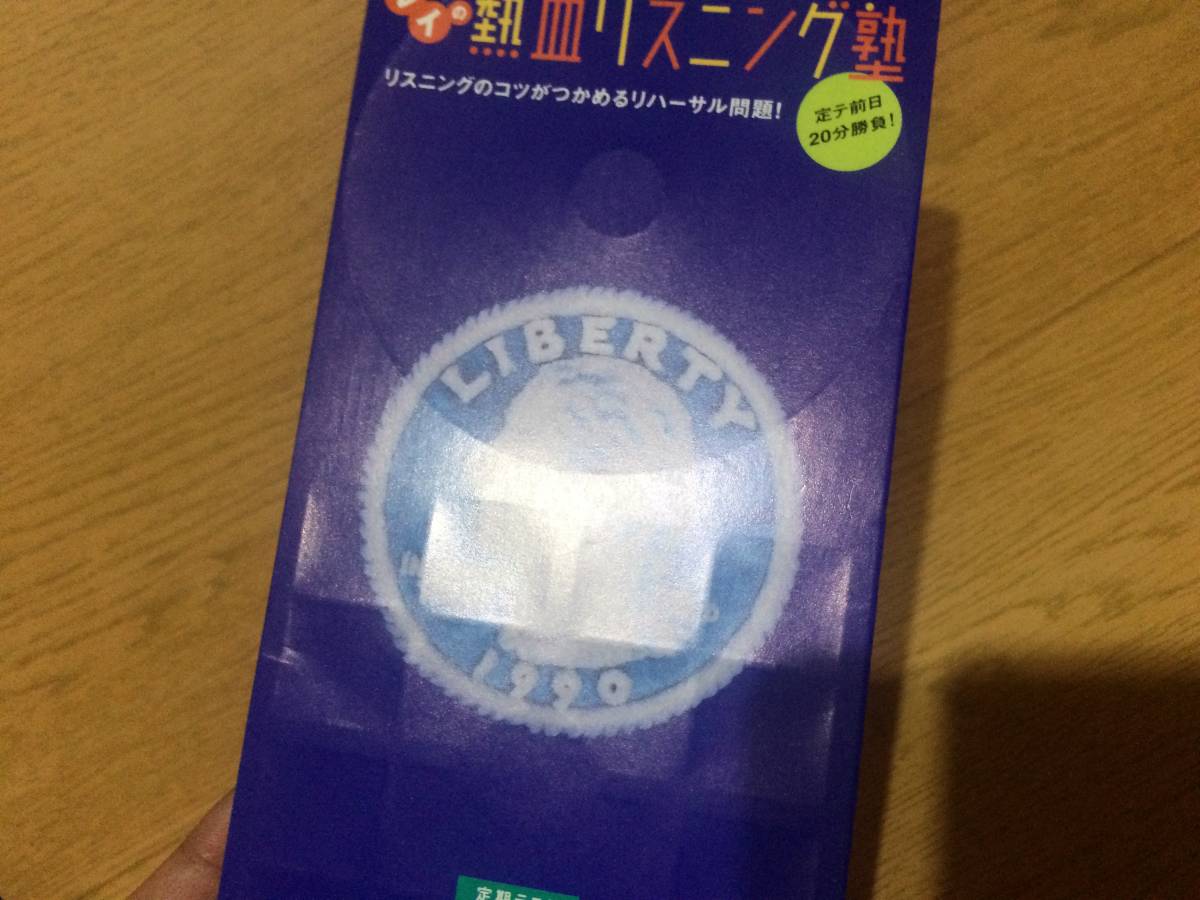 イの
熱血リスニング塾
リスニングのコツがつかめるリハーサル問題!
定テ前日
20分勝負!
LIBERTY
1990